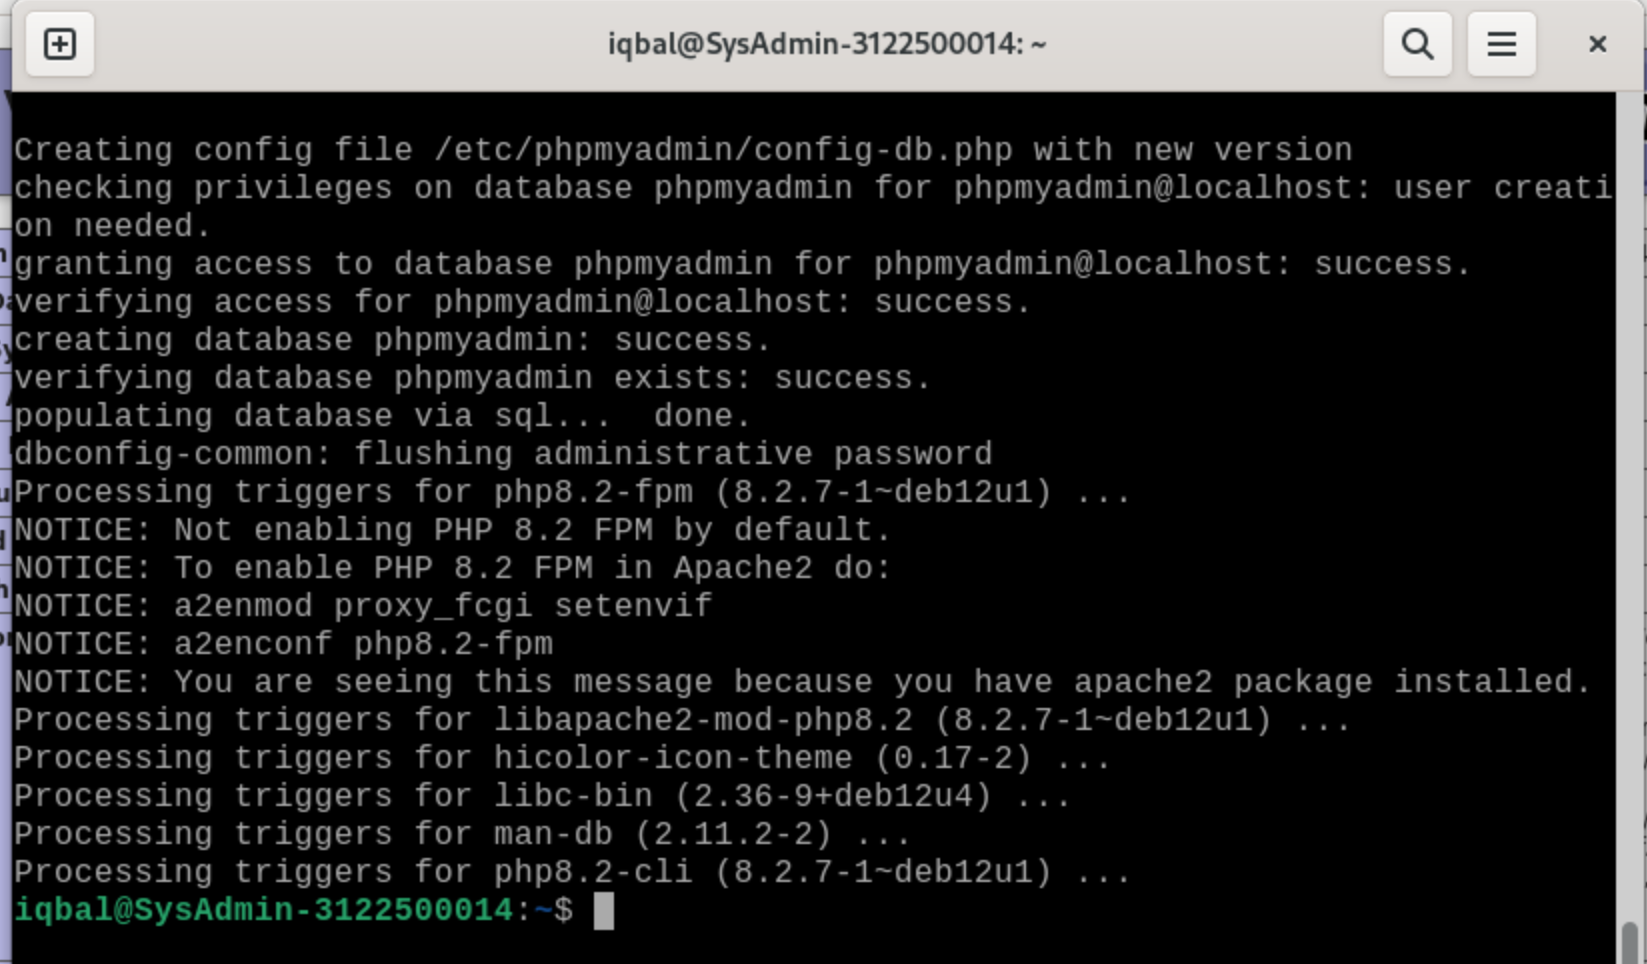 iqbal@SysAdmin-3122500014: ~
Creating config file /etc/phpmyadmin/config-db.php with new version
checking privileges on database phpmyadmin for phpmyadmin@localhost: user creati
on needed.
granting access to database phpmyadmin for phpmyadmin@localhost: success.
verifying access for phpmyadmin@localhost: success.
creating database phpmyadmin: success.
verifying database phpmyadmin exists: success.
populating database via sql...  done.
dbconfig-common: flushing administrative password
Processing triggers for php8.2-fpm (8.2.7-1~deb12u1) ...
NOTICE: Not enabling PHP 8.2 FPM by default.
NOTICE: To enable PHP 8.2 FPM in Apache2 do:
NOTICE: a2enmod proxy_fcgi setenvif
NOTICE: a2enconf php8.2-fpm
NOTICE: You are seeing this message because you have apache2 package installed.
Processing triggers for libapache2-mod-php8.2 (8.2.7-1~deb12u1) ...
Processing triggers for hicolor-icon-theme (0.17-2) ...
Processing triggers for libc-bin (2.36-9+deb12u4) ...
Processing triggers for man-db (2.11.2-2) ...
Processing triggers for php8.2-cli (8.2.7-1~deb12u1) ...
iqbal@SysAdmin-3122500014:~$